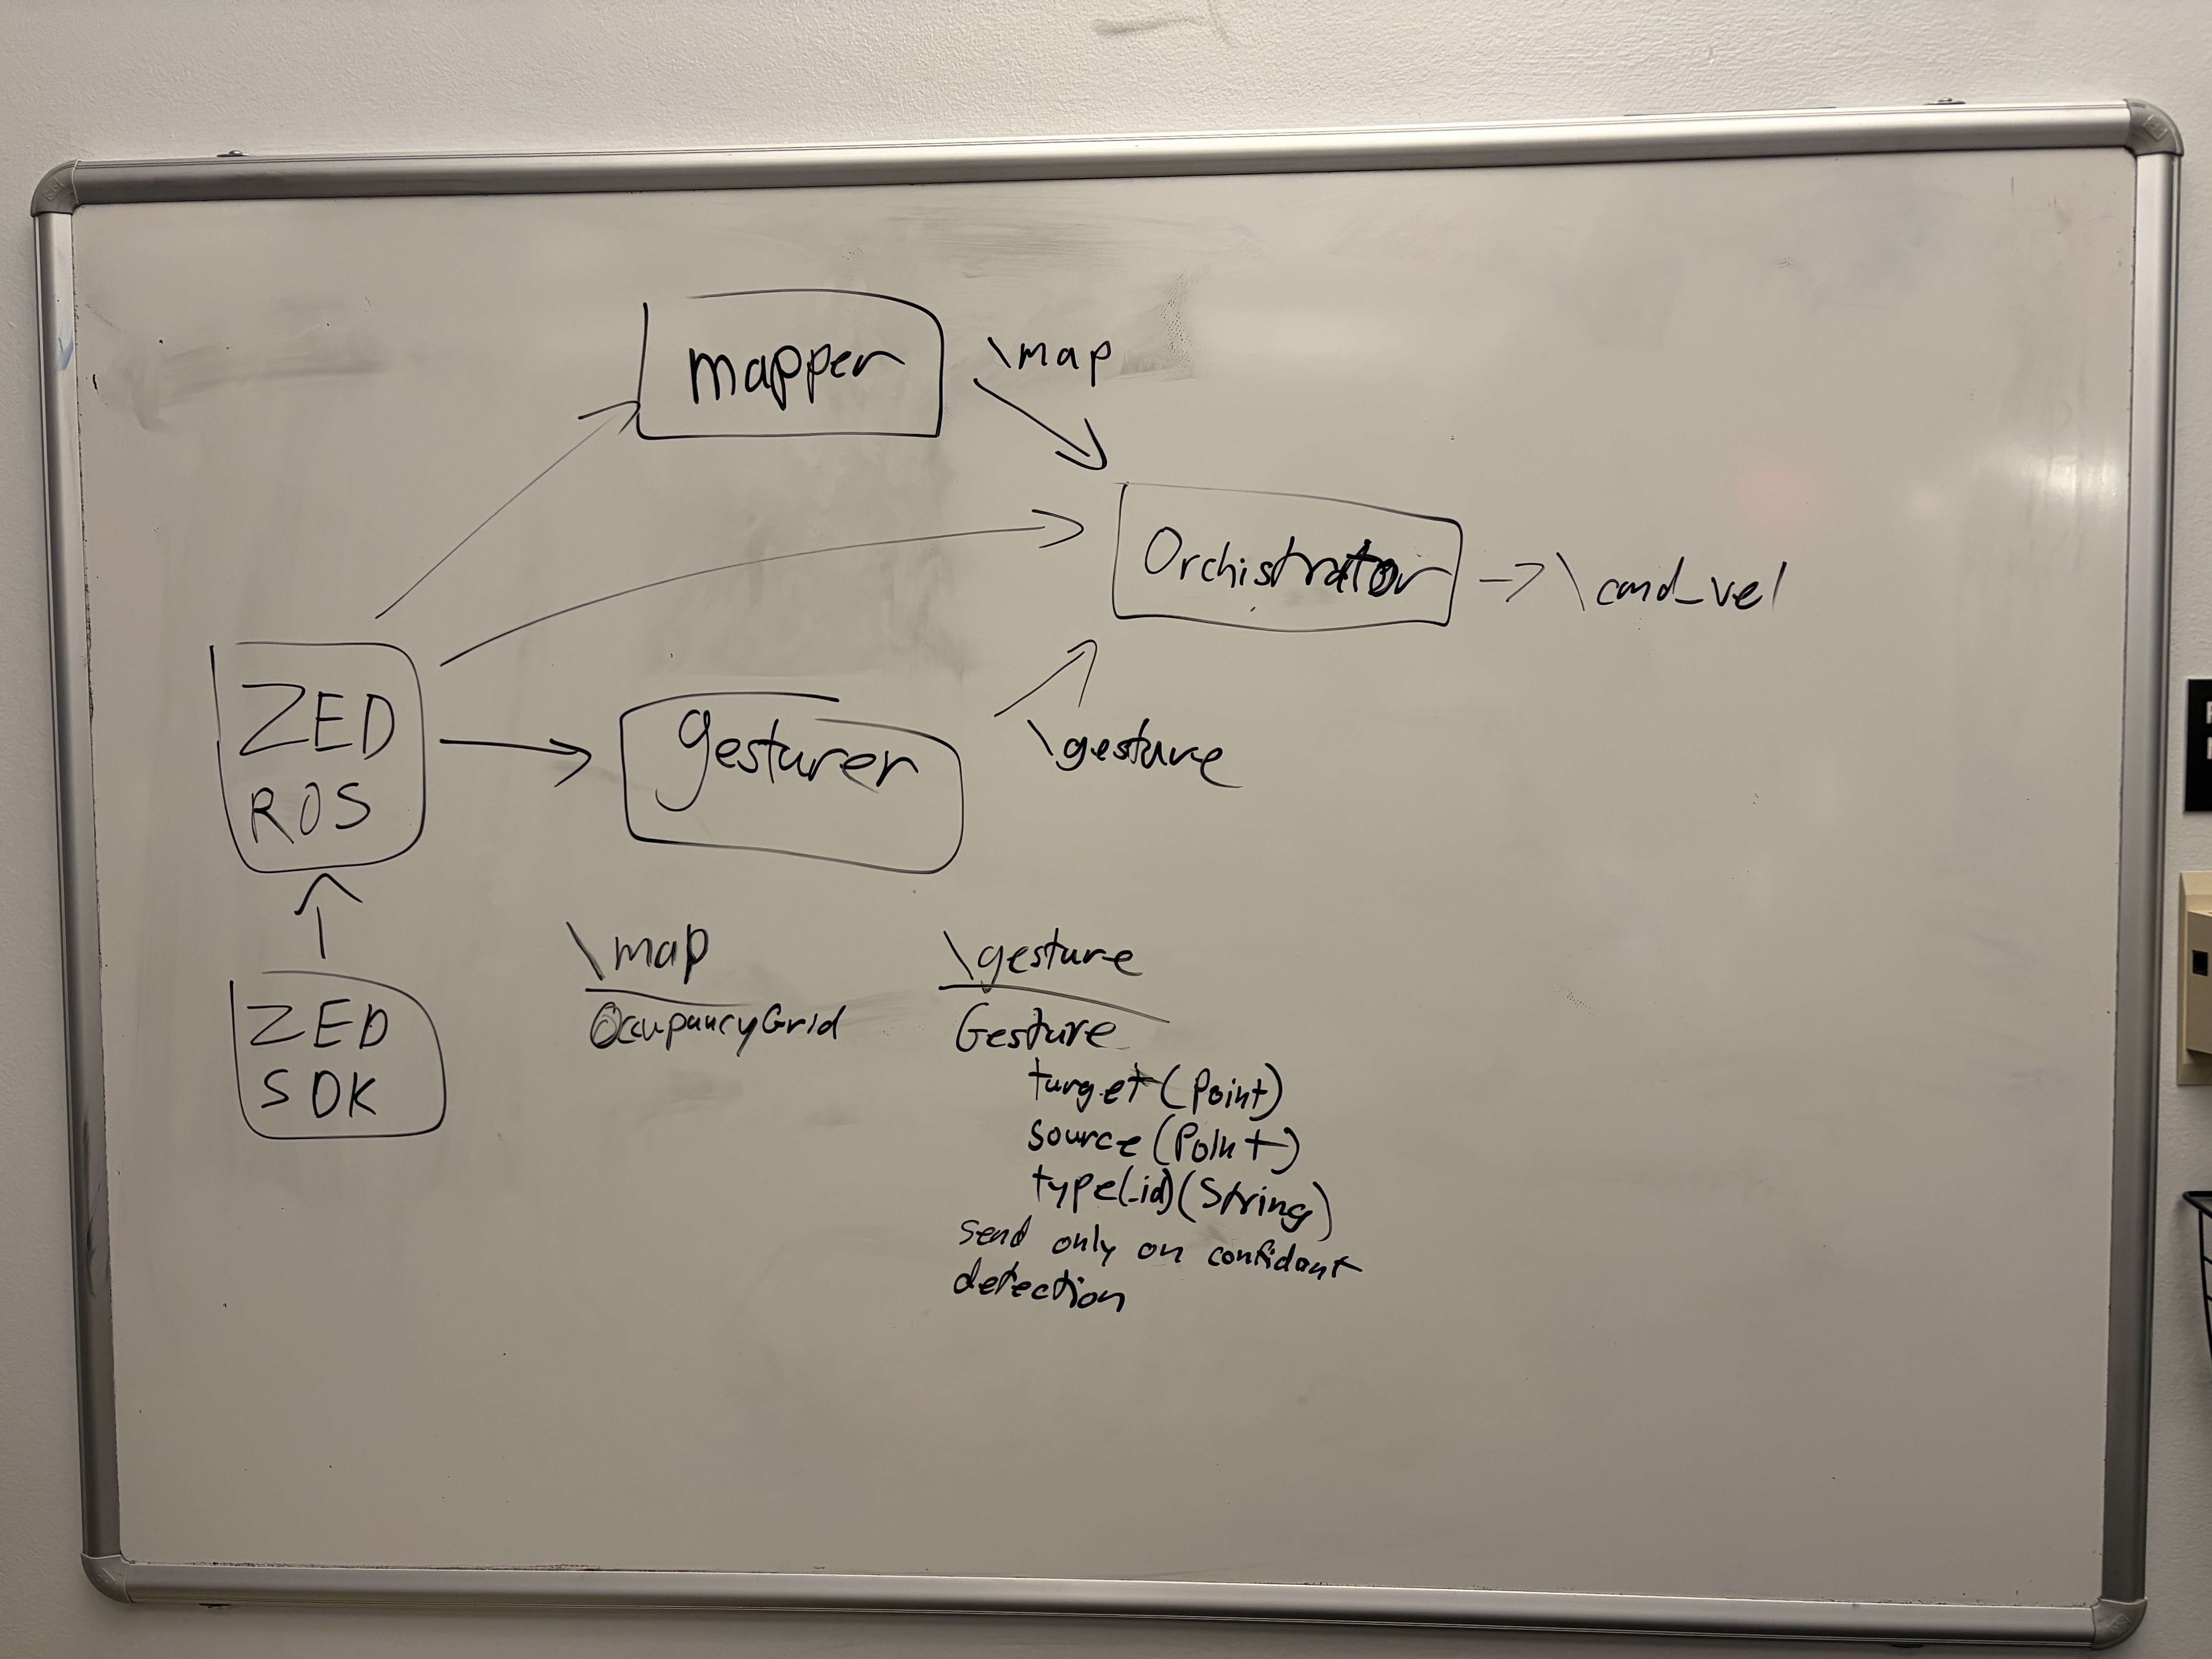 mapper
\map
Orchistrator
→ \cmd_vel
ZED
ROS
gesturer
\gesture
ZED
SDK
\map
OccupancyGrid
\gesture
Gesture
target (Point)
source (Point)
type(_id) (String)
send only on confidant
detection